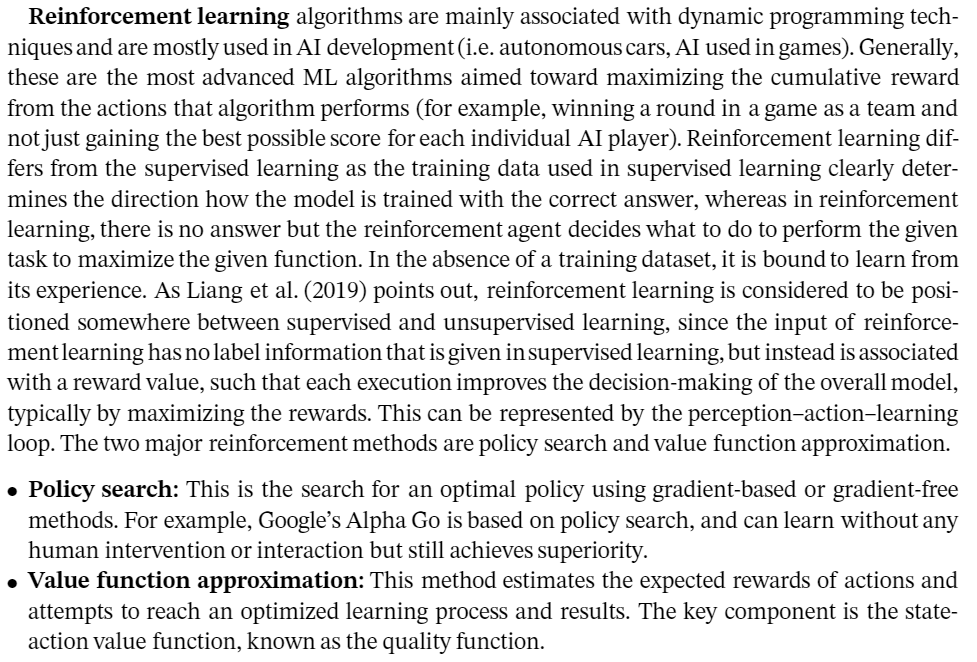 Reinforcement learning algorithms are mainly associated with dynamic programming tech-
niques and are mostly used in AI development (i.e. autonomous cars, AI used in games). Generally,
these are the most advanced ML algorithms aimed toward maximizing the cumulative reward
from the actions that algorithm performs (for example, winning a round in a game as a team and
not just gaining the best possible score for each individual AI player). Reinforcement learning dif-
fers from the supervised learning as the training data used in supervised learning clearly deter-
mines the direction how the model is trained with the correct answer, whereas in reinforcement
learning, there is no answer but the reinforcement agent decides what to do to perform the given
task to maximize the given function. In the absence of a training dataset, it is bound to learn from
its experience. As Liang et al. (2019) points out, reinforcement learning is considered to be posi-
tioned somewhere between supervised and unsupervised learning, since the input of reinforce-
ment learning has no label information that is given in supervised learning, but instead is associated
with a reward value, such that each execution improves the decision-making of the overall model,
typically by maximizing the rewards. This can be represented by the perception–action–learning
loop. The two major reinforcement methods are policy search and value function approximation.
• Policy search: This is the search for an optimal policy using gradient-based or gradient-free
methods. For example, Google's Alpha Go is based on policy search, and can learn without any
human intervention or interaction but still achieves superiority.
• Value function approximation: This method estimates the expected rewards of actions and
attempts to reach an optimized learning process and results. The key component is the state-
action value function, known as the quality function.